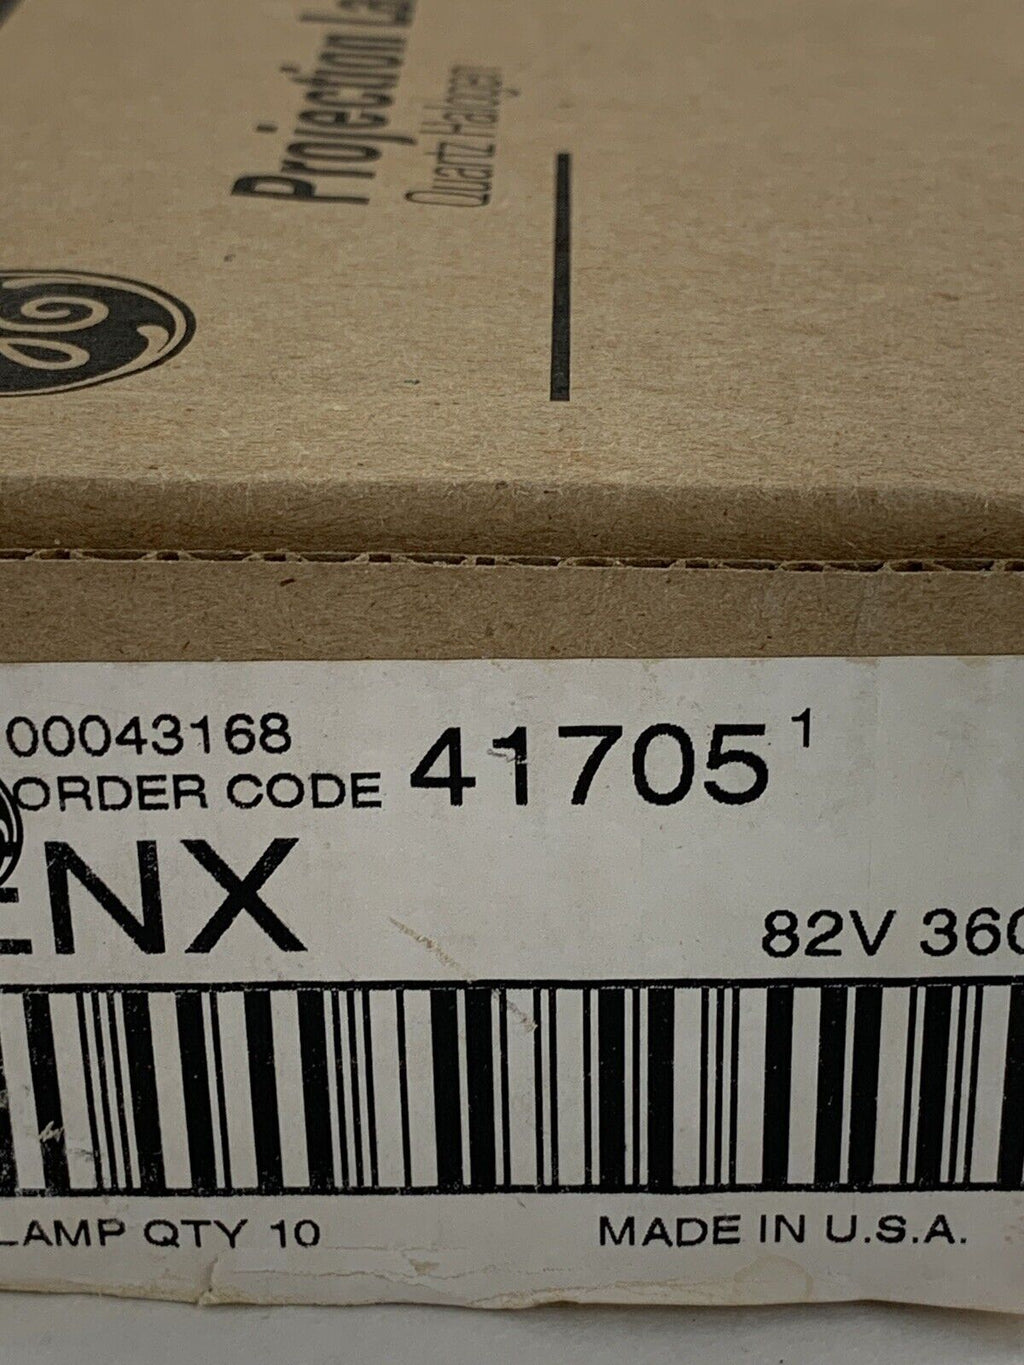 Projection La
Quartz Halogen
00043168
ORDER CODE 41705 1
ENX
82V 360
LAMP QTY 10
MADE IN U.S.A.